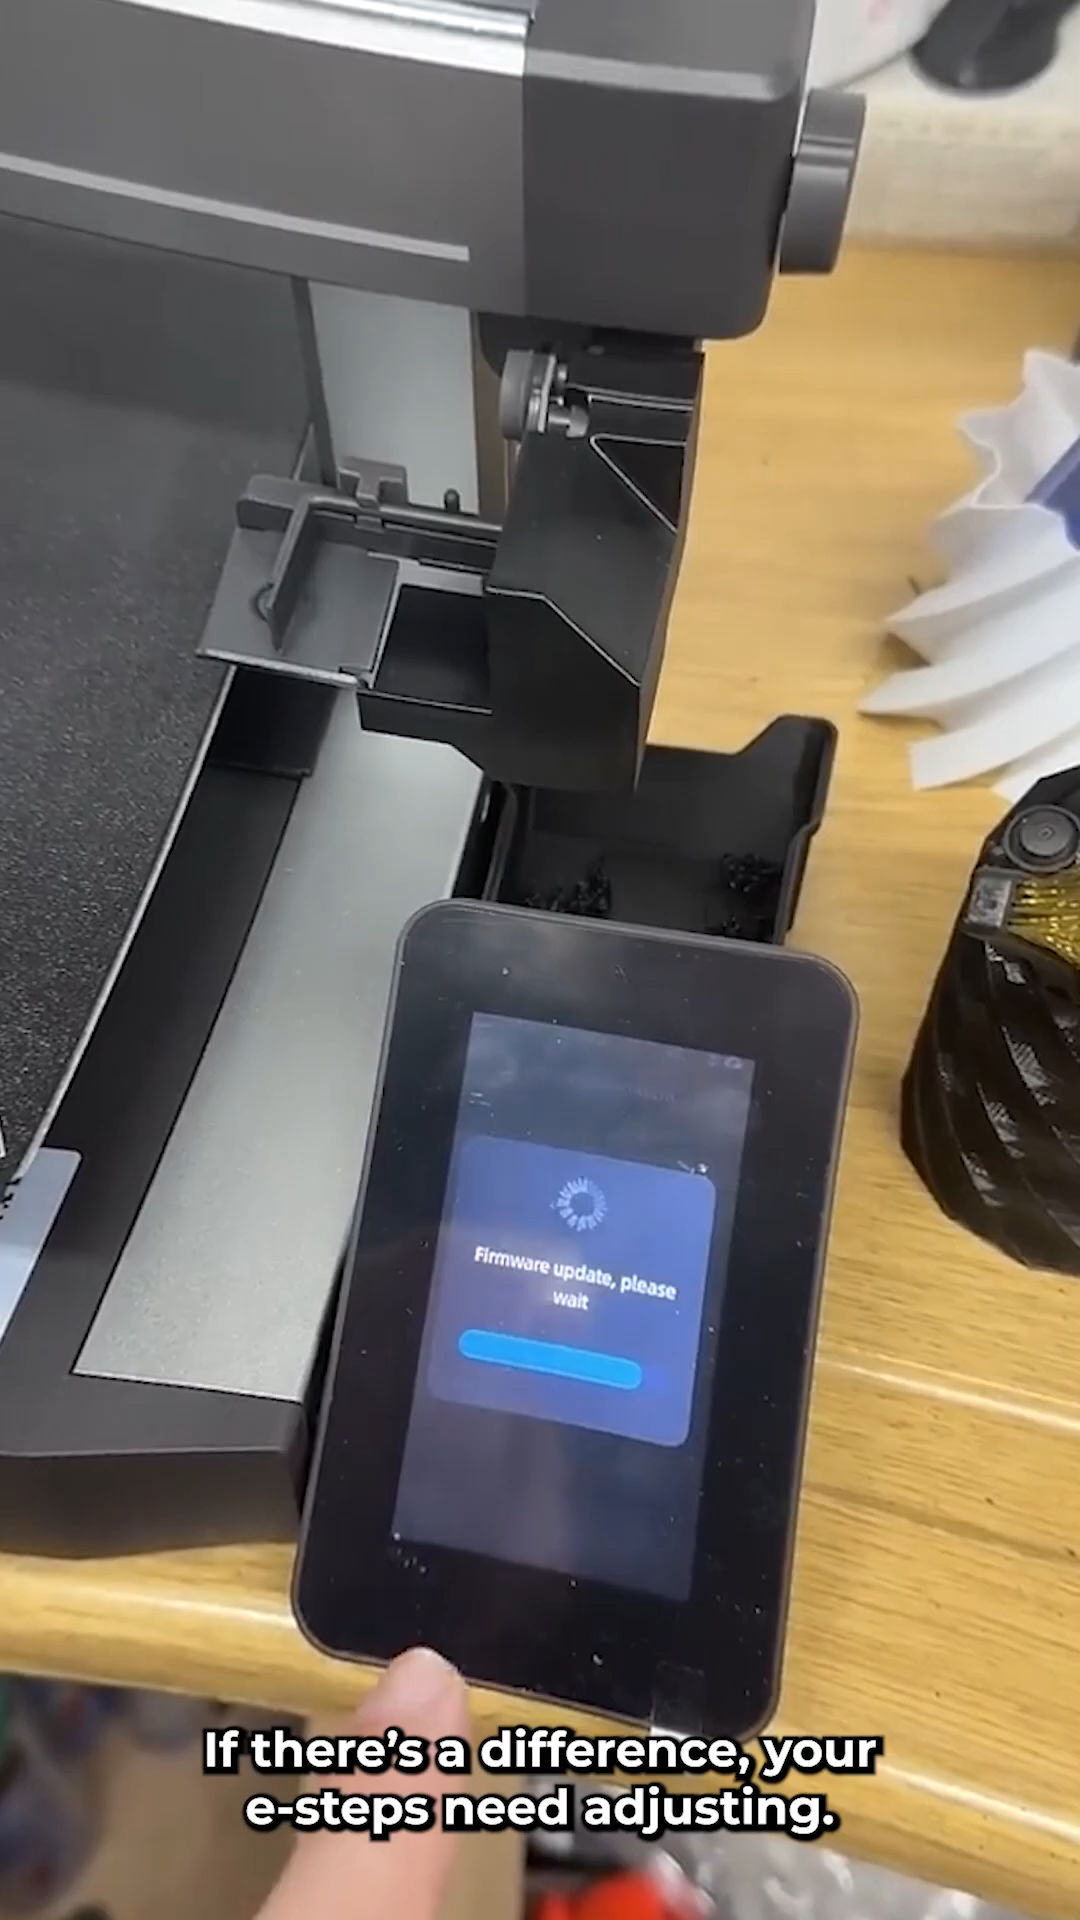 Firmware update, please
wait
If there's a difference, your
e-steps need adjusting.